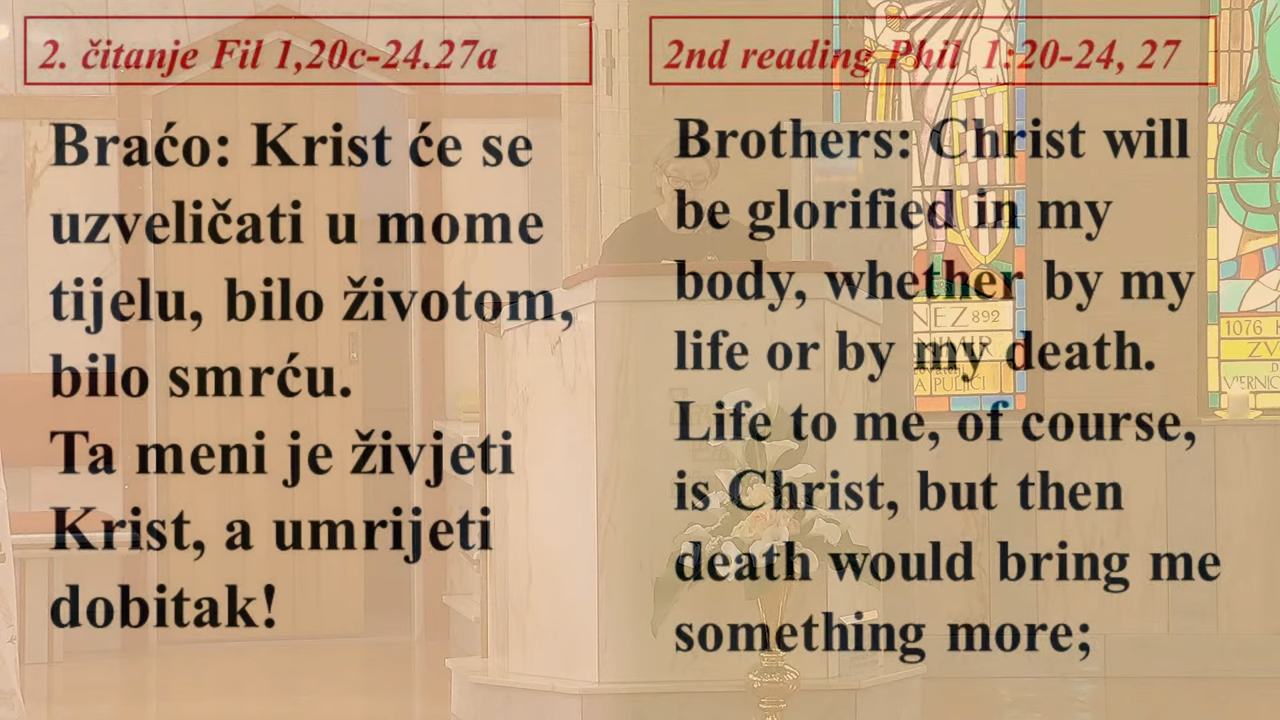 2. čitanje Fil 1,20c-24.27a
Braćo: Krist će se
uzveličati u mome
tijelu, bilo životom,
bilo smrću.
Ta meni je živjeti
Krist, a umrijeti
dobitak!
2nd reading Phil 1:20-24, 27
Brothers: Christ will
be glorified in my
body, whether by my
life or by my death.
Life to me, of course,
is Christ, but then
death would bring me
something more;
892
A PULJICI
1076